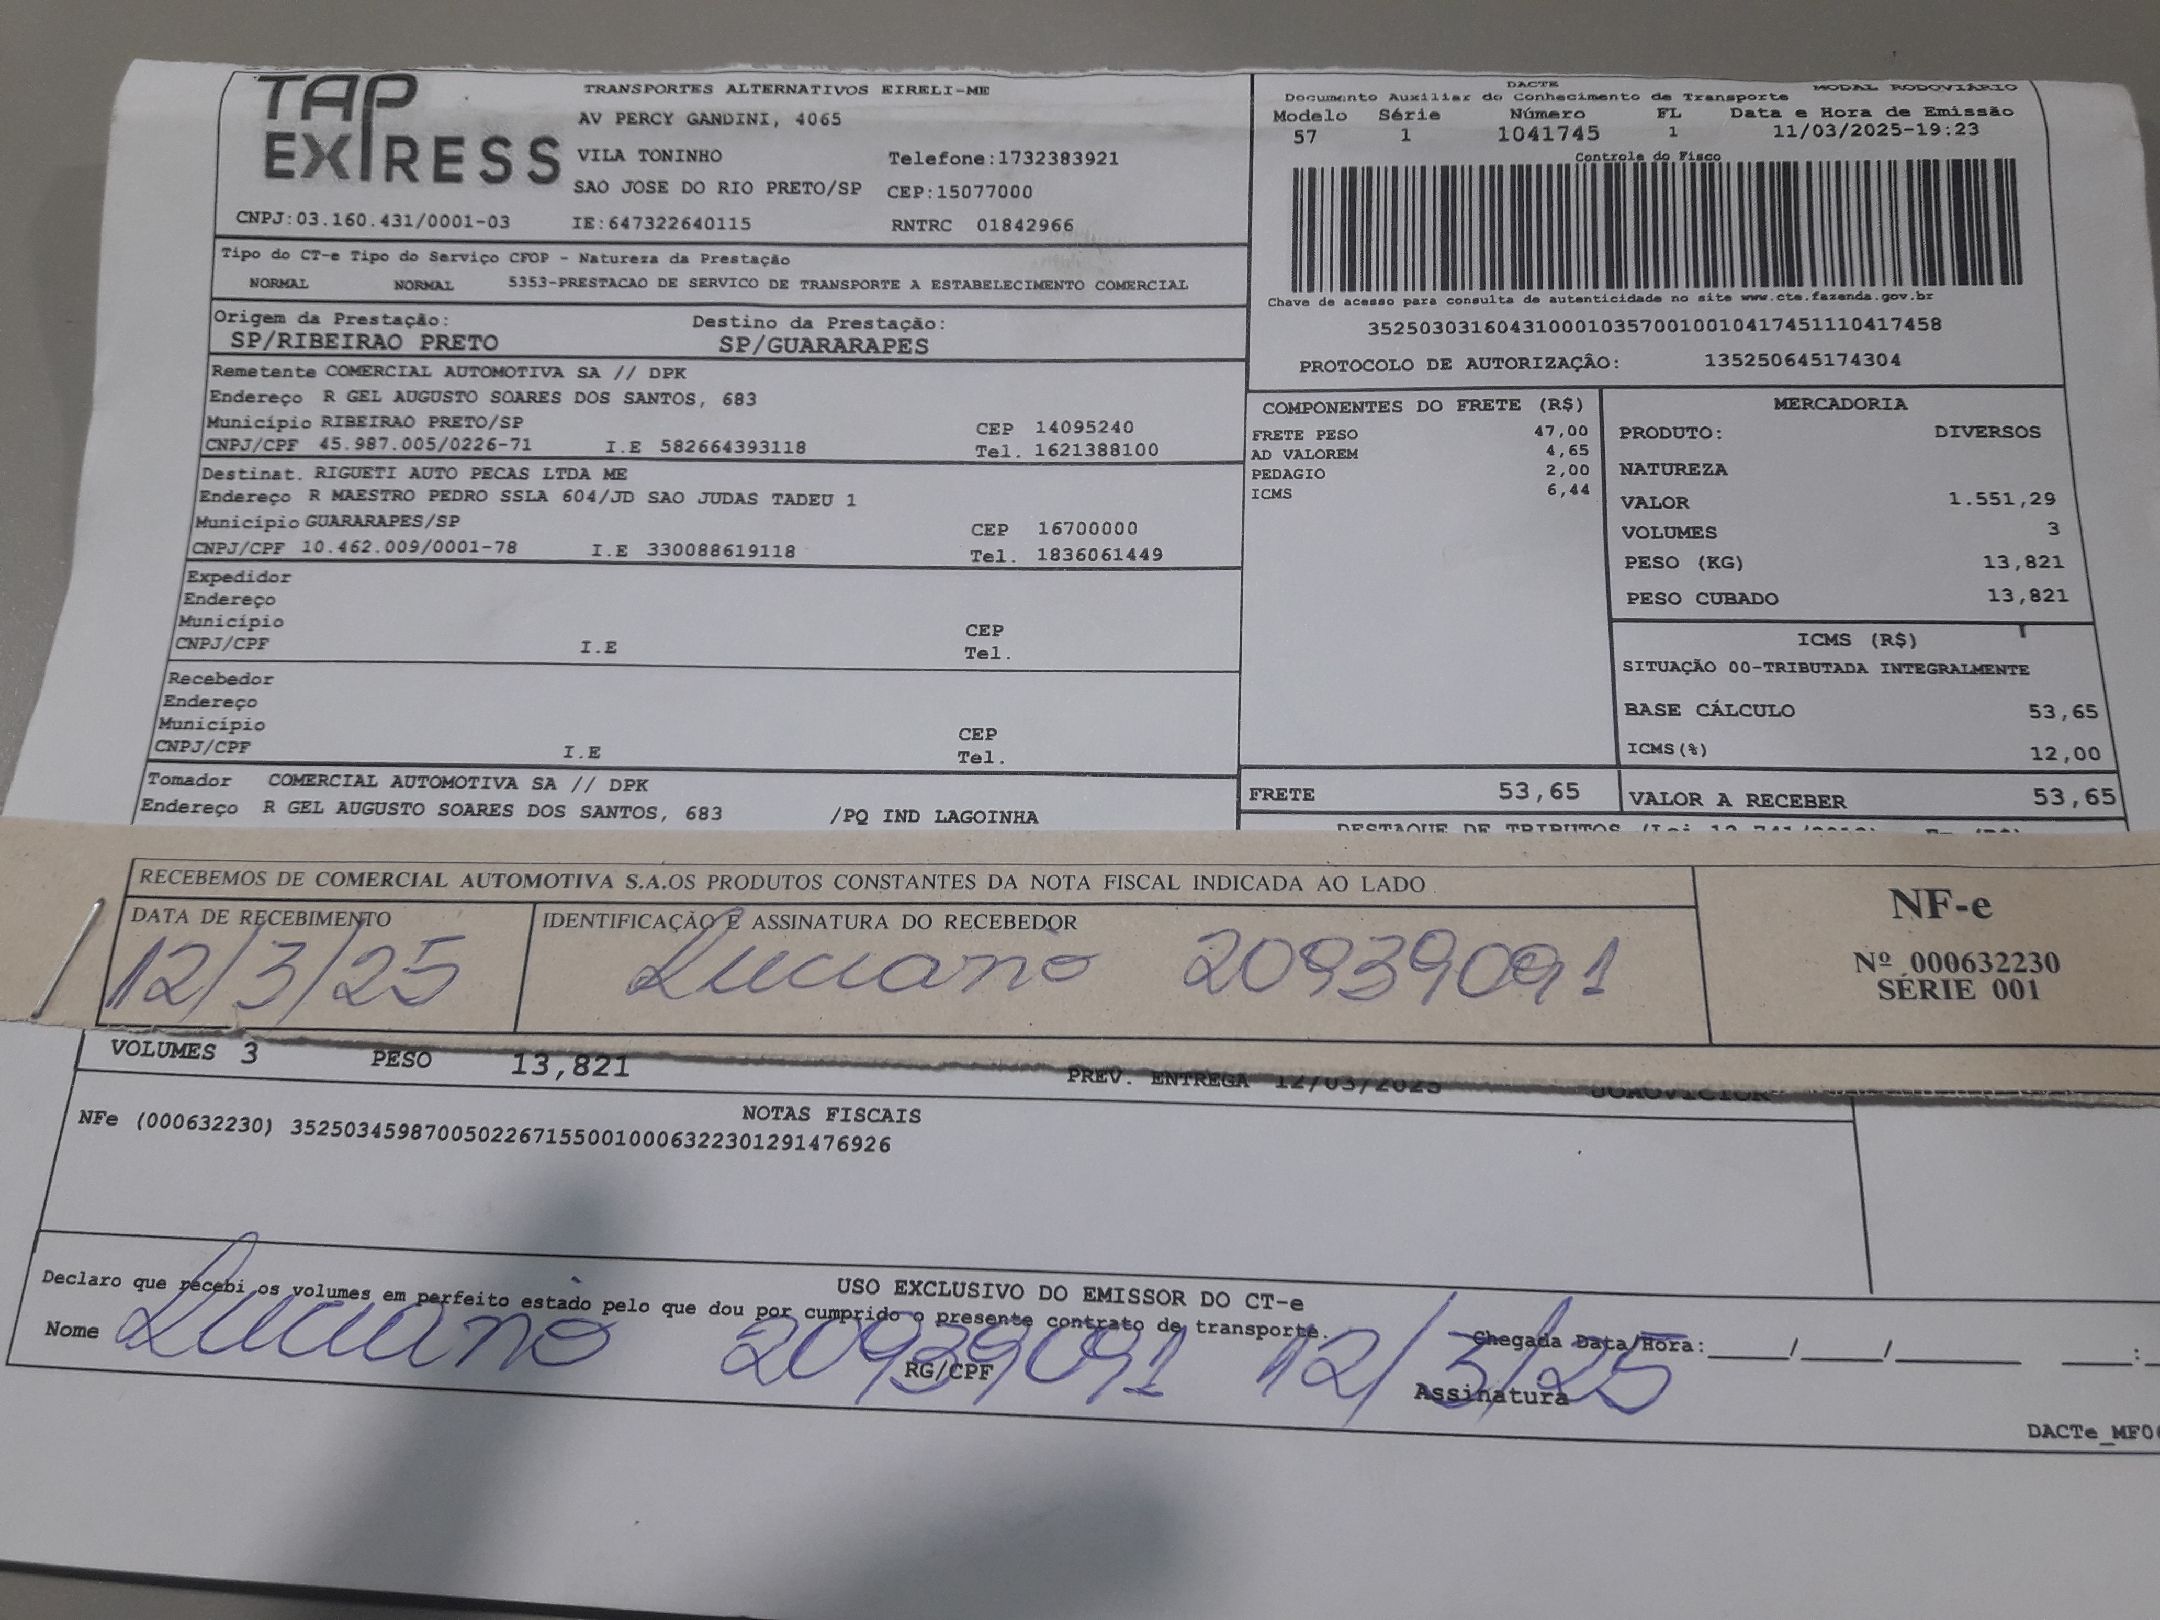 TAP EXPRESS
TRANSPORTES ALTERNATIVOS EIRELI-ME
AV PERCY GANDINI, 4065
VILA TONINHO Telefone:1732383921
SAO JOSE DO RIO PRETO/SP CEP:15077000
CNPJ:03.160.431/0001-03 IE:647322640115 RNTRC 01842966
DACTE MODAL RODOVIÁRIO
Documento Auxiliar do Conhecimento de Transporte
Modelo Série Número FL Data e Hora de Emissão
57 1 1041745 1 11/03/2025-19:23
Controle do Fisco
Chave de acesso para consulta de autenticidade no site www.cte.fazenda.gov.br
35250303160431000103570010010417451110417458
PROTOCOLO DE AUTORIZAÇÃO: 135250645174304
Tipo do CT-e Tipo do Serviço CFOP - Natureza da Prestação
NORMAL NORMAL 5353-PRESTACAO DE SERVICO DE TRANSPORTE A ESTABELECIMENTO COMERCIAL
Origem da Prestação: Destino da Prestação:
SP/RIBEIRAO PRETO SP/GUARARAPES
Remetente COMERCIAL AUTOMOTIVA SA // DPK
Endereço R GEL AUGUSTO SOARES DOS SANTOS, 683
Município RIBEIRAO PRETO/SP CEP 14095240
CNPJ/CPF 45.987.005/0226-71 I.E 582664393118 Tel. 1621388100
Destinat. RIGUETI AUTO PECAS LTDA ME
Endereço R MAESTRO PEDRO SSLA 604/JD SAO JUDAS TADEU 1
Município GUARARAPES/SP CEP 16700000
CNPJ/CPF 10.462.009/0001-78 I.E 330088619118 Tel. 1836061449
Expedidor
Endereço
Município CEP
CNPJ/CPF I.E Tel.
Recebedor
Endereço
Município CEP
CNPJ/CPF I.E Tel.
Tomador COMERCIAL AUTOMOTIVA SA // DPK
Endereço R GEL AUGUSTO SOARES DOS SANTOS, 683 /PQ IND LAGOINHA
COMPONENTES DO FRETE (R$)
FRETE PESO 47,00
AD VALOREM 4,65
PEDAGIO 2,00
ICMS 6,44
FRETE 53,65
MERCADORIA
PRODUTO: DIVERSOS
NATUREZA
VALOR 1.551,29
VOLUMES 3
PESO (KG) 13,821
PESO CUBADO 13,821
ICMS (R$)
SITUAÇÃO 00-TRIBUTADA INTEGRALMENTE
BASE CÁLCULO 53,65
ICMS(%) 12,00
VALOR A RECEBER 53,65
DESTAQUE DE TRIBUTOS
RECEBEMOS DE COMERCIAL AUTOMOTIVA S.A.OS PRODUTOS CONSTANTES DA NOTA FISCAL INDICADA AO LADO
DATA DE RECEBIMENTO IDENTIFICAÇÃO E ASSINATURA DO RECEBEDOR
12/3/25 Luciano 20939091
NF-e
Nº 000632230
SÉRIE 001
VOLUMES 3 PESO 13,821 PREV. ENTREGA 12/03/2025
NOTAS FISCAIS
NFe (000632230) 35250345987005022671550010006322301291476926
USO EXCLUSIVO DO EMISSOR DO CT-e
Declaro que recebi os volumes em perfeito estado pelo que dou por cumprido o presente contrato de transporte.
Nome Luciano 20939091 12/3/25 Chegada Data/Hora:____/____/______ ____:
RG/CPF Assinatura